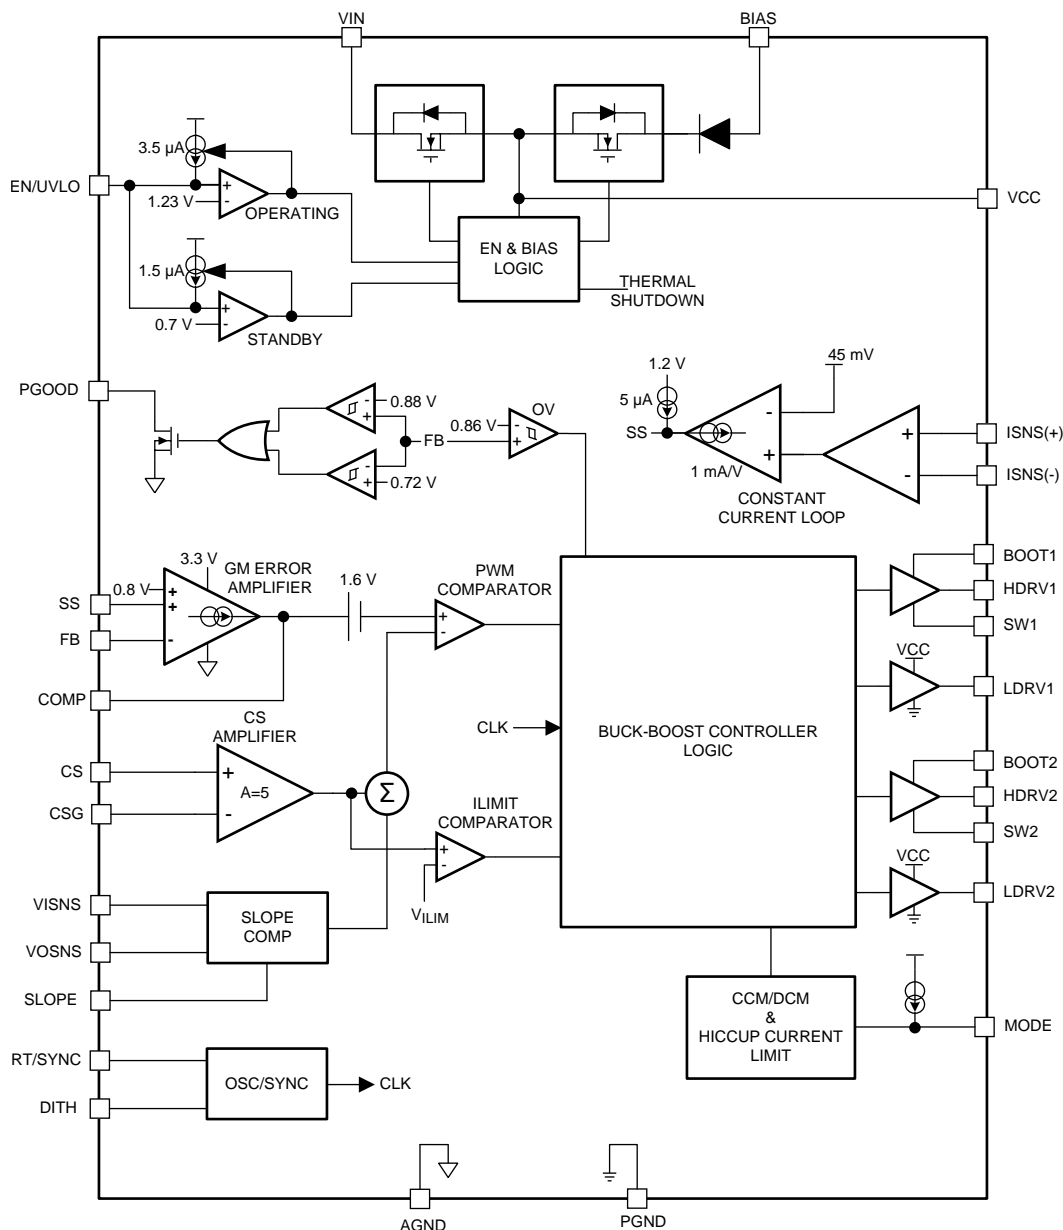 VIN
BIAS
3.5 µA
EN/UVLO
+
1.23 V
-
OPERATING
VCC
EN & BIAS
LOGIC
1.5 µA
+
0.7 V
-
STANDBY
THERMAL
SHUTDOWN
PGOOD
0.88 V
-
+
FB
-
+
0.72 V
OV
0.86 V
-
+
1.2 V
5 µA
SS
45 mV
-
+
1 mA/V
CONSTANT
CURRENT LOOP
+
-
ISNS(+)
ISNS(-)
3.3 V
GM ERROR
AMPLIFIER
0.8 V
+
+
-
SS
FB
COMP
1.6 V
PWM
COMPARATOR
+
-
BOOT1
HDRV1
SW1
VCC
LDRV1
CLK
BUCK-BOOST CONTROLLER
LOGIC
CS
AMPLIFIER
CS
CSG
+
A=5
-
Σ
ILIMIT
COMPARATOR
+
-
VILIM
BOOT2
HDRV2
SW2
VCC
LDRV2
VISNS
VOSNS
SLOPE
SLOPE
COMP
CCM/DCM
&
HICCUP CURRENT
LIMIT
MODE
RT/SYNC
DITH
OSC/SYNC
CLK
AGND
PGND